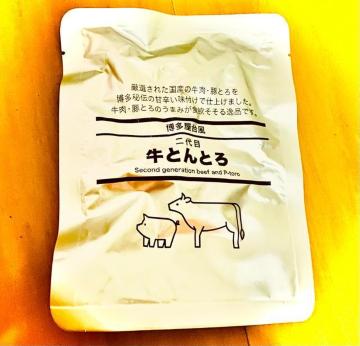 厳選された国産の牛肉・豚とろを
博多秘伝の甘辛い味付けで仕上げました。
牛肉・豚とろのうまみが食欲そそる逸品です。
博多屋台風
二代目
牛とんとろ
Second generation beef and P-toro